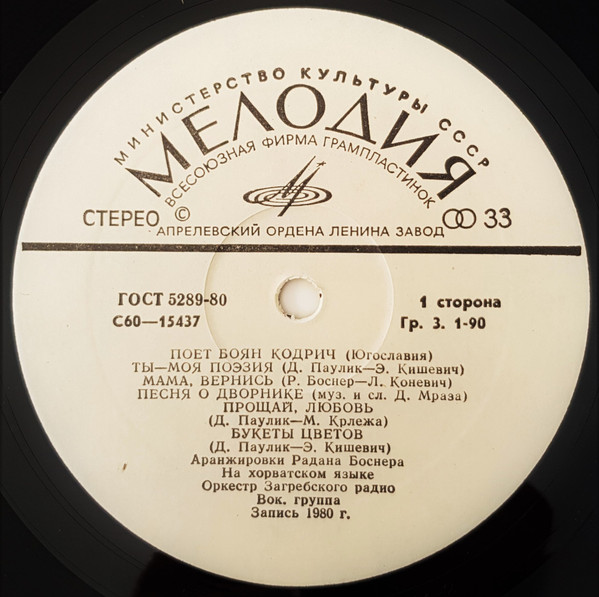 МИНИСТЕРСТВО КУЛЬТУРЫ СССР
МЕЛОДИЯ
ВСЕСОЮЗНАЯ ФИРМА ГРАМПЛАСТИНОК
СТЕРЕО © 33
АПРЕЛЕВСКИЙ ОРДЕНА ЛЕНИНА ЗАВОД
ГОСТ 5289-80 1 сторона
С60—15437 Гр. 3. 1-90
ПОЕТ БОЯН КОДРИЧ (Югославия)
ТЫ—МОЯ ПОЭЗИЯ (Д. Паулик—Э. Кишевич)
МАМА, ВЕРНИСЬ (Р. Боснер—Л. Коневич)
ПЕСНЯ О ДВОРНИКЕ (муз. и сл. Д. Мраза)
ПРОЩАЙ, ЛЮБОВЬ
(Д. Паулик—М. Крлежа)
БУКЕТЫ ЦВЕТОВ
(Д. Паулик—Э. Кишевич)
Аранжировки Радана Боснера
На хорватском языке
Оркестр Загребского радио
Вок. группа
Запись 1980 г.